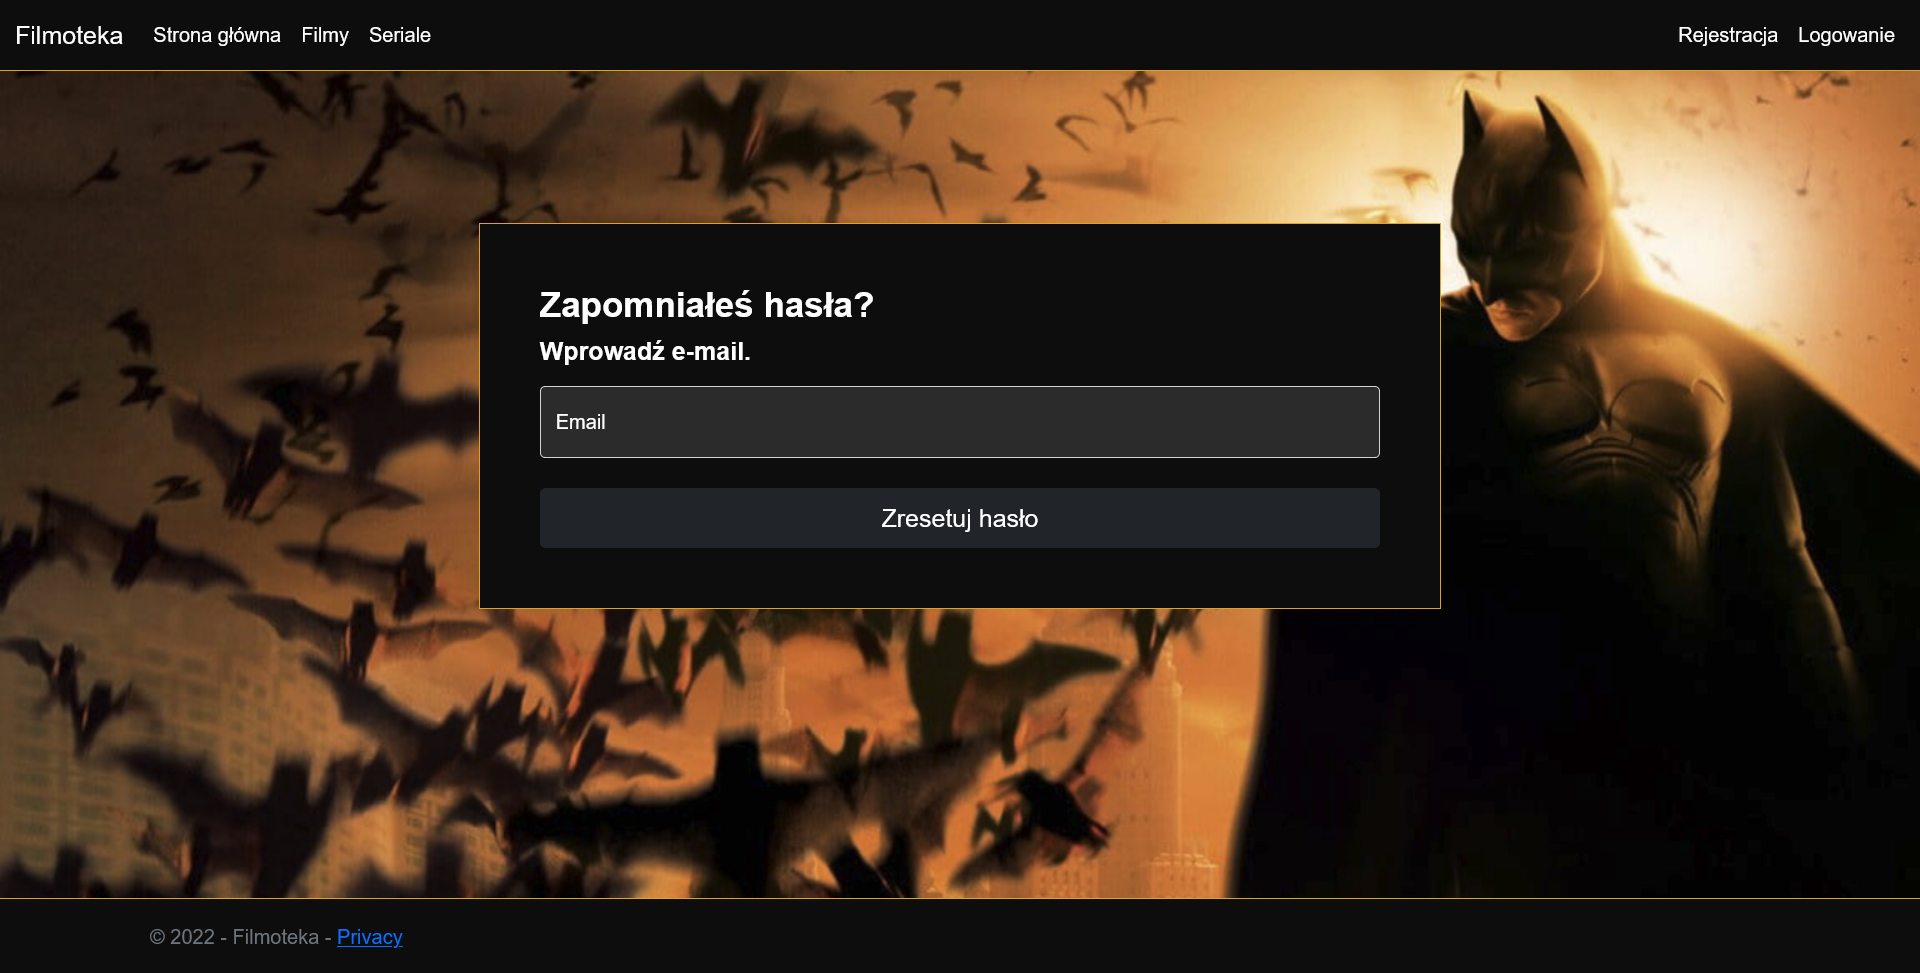 Filmoteka Strona główna Filmy Seriale Rejestracja Logowanie
Zapomniałeś hasła?
Wprowadź e-mail.
Email
Zresetuj hasło
© 2022 - Filmoteka - Privacy